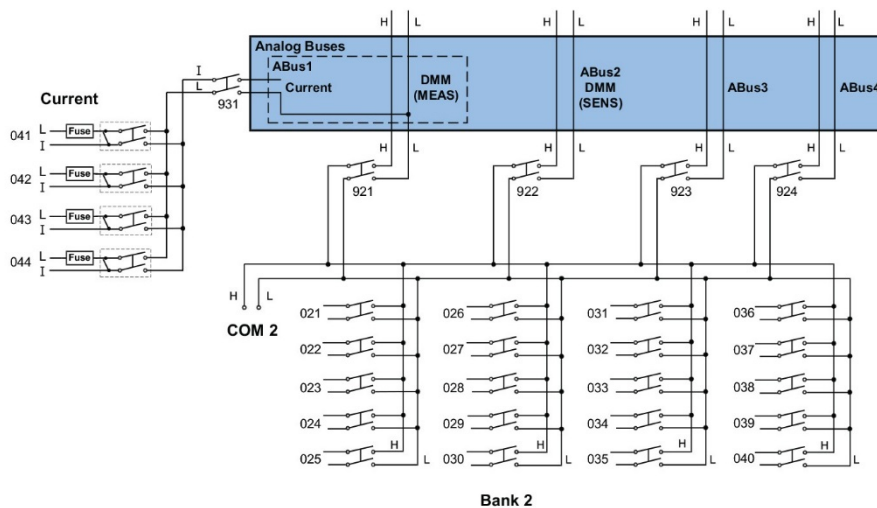 H L H L H L H L
Analog Buses
ABus1
Current
DMM
(MEAS)
ABus2
DMM
(SENS)
ABus3
ABus4
I
L
931
Current
041 L Fuse
I
042 L Fuse
I
043 L Fuse
I
044 L Fuse
I
H L H L H L H L
921 922 923 924
H L
COM 2
021 026 031 036
022 027 032 037
023 028 033 038
024 029 034 039
H H H H
025 030 035 040
L L L L
Bank 2